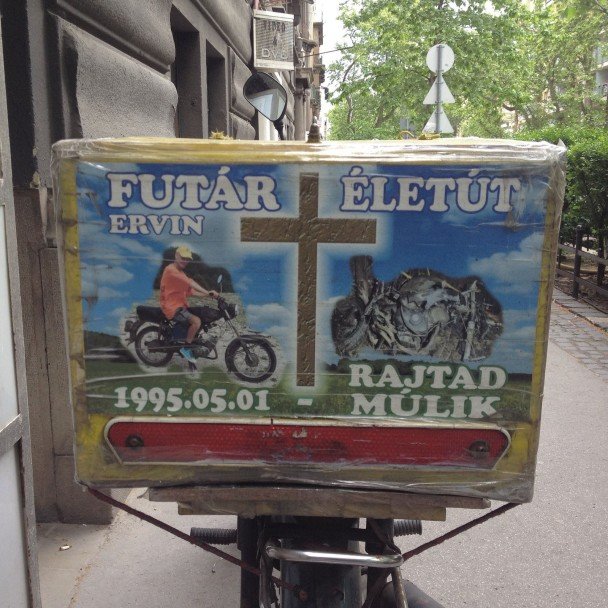 FUTÁR ÉLETÚT
ERVIN
1995.05.01 - RAJTAD
MÚLIK